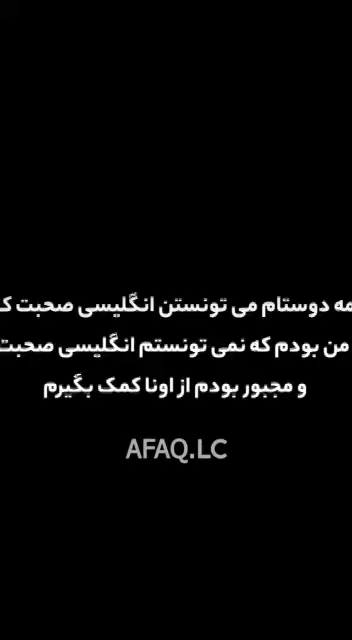 مه دوستام می تونستن انگلیسی صحبت ک
من بودم که نمی تونستم انگلیسی صحبت
و مجبور بودم از اونا کمک بگیرم
AFAQ.LC